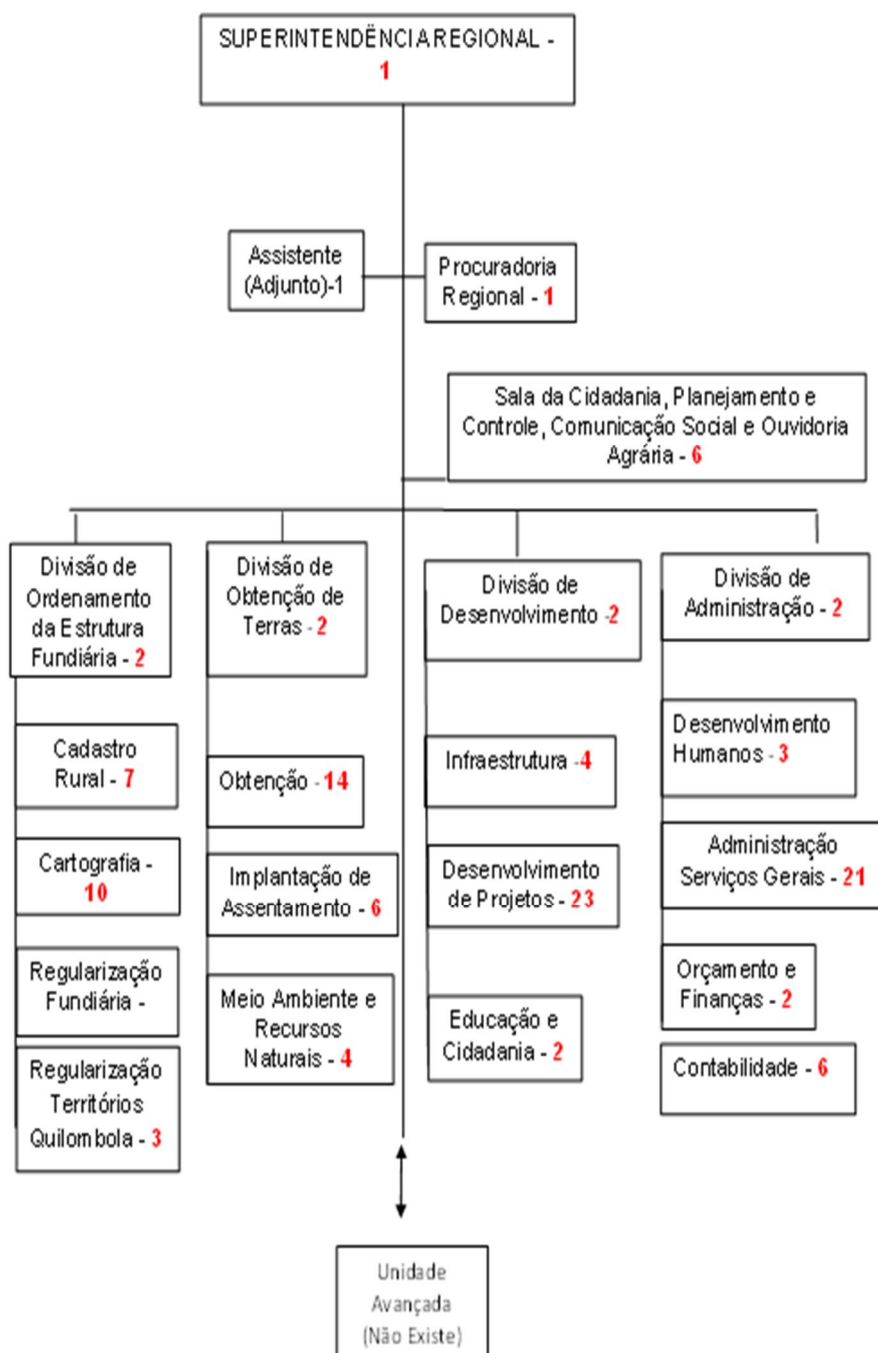 SUPERINTENDÊNCIA REGIONAL -
1
Assistente
(Adjunto)-1
Procuradoria
Regional - 1
Sala da Cidadania, Planejamento e
Controle, Comunicação Social e Ouvidoria
Agrária - 6
Divisão de
Ordenamento
da Estrutura
Fundiária - 2
Cadastro
Rural - 7
Cartografia -
10
Regularização
Fundiária -
Regularização
Territórios
Quilombola - 3
Divisão de
Obtenção de
Terras - 2
Obtenção - 14
Implantação de
Assentamento - 6
Meio Ambiente e
Recursos
Naturais - 4
Divisão de
Desenvolvimento -2
Infraestrutura -4
Desenvolvimento
de Projetos - 23
Educação e
Cidadania - 2
Divisão de
Administração - 2
Desenvolvimento
Humanos - 3
Administração
Serviços Gerais - 21
Orçamento e
Finanças - 2
Contabilidade - 6
Unidade
Avançada
(Não Existe)